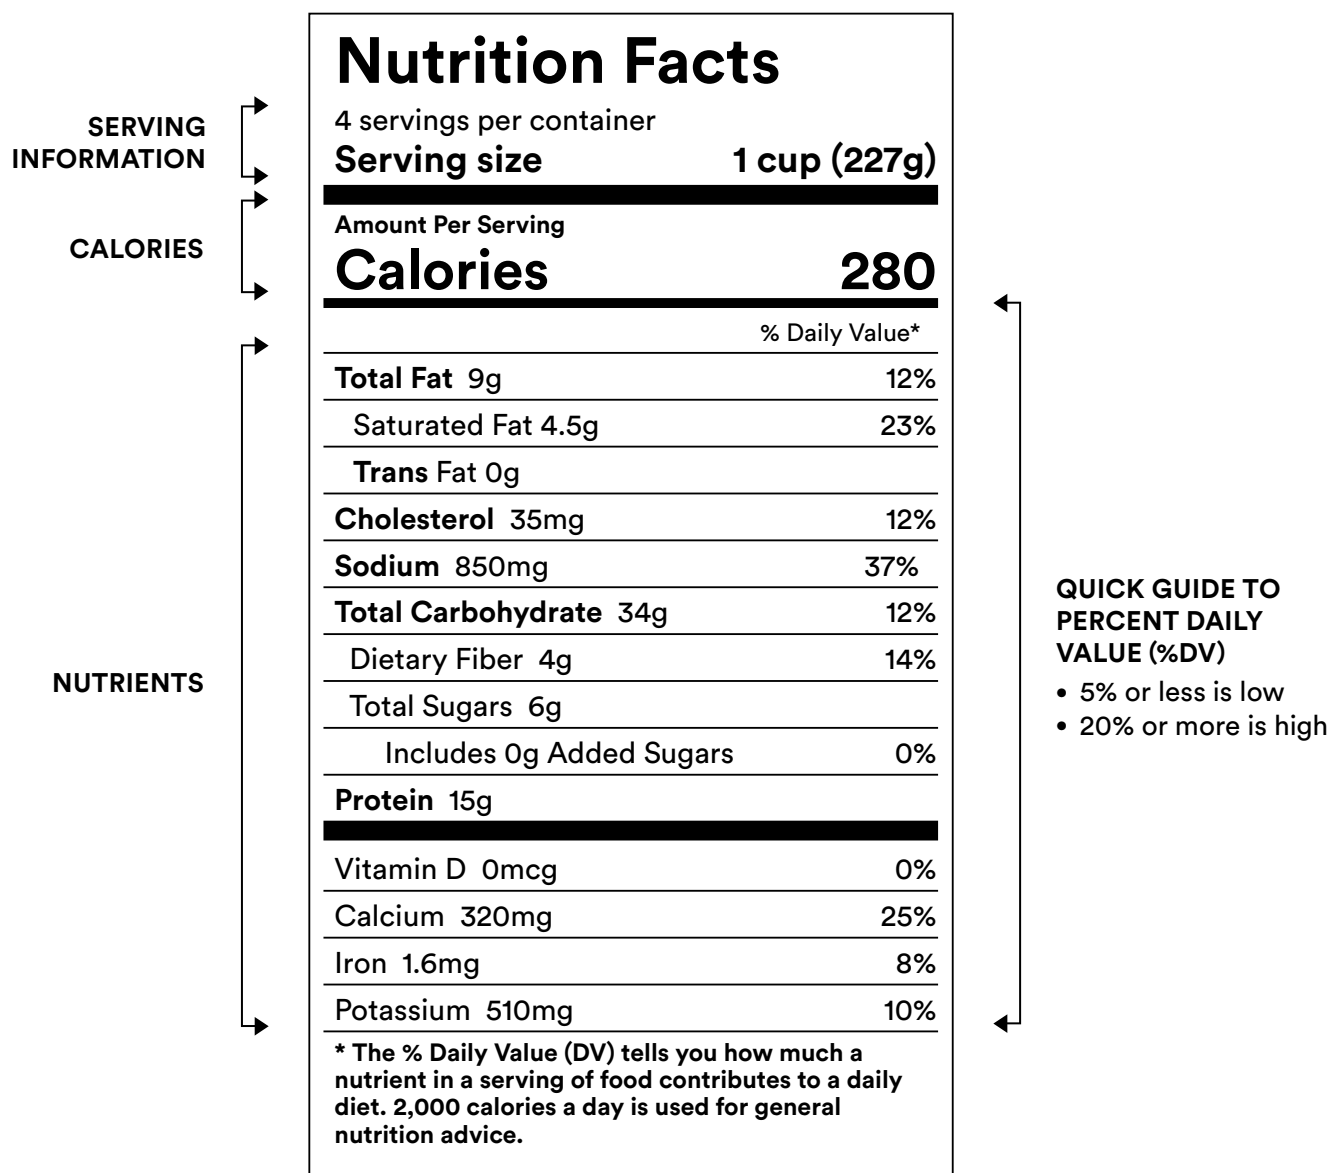 Nutrition Facts
SERVING
INFORMATION
4 servings per container
Serving size 1 cup (227g)
CALORIES
Amount Per Serving
Calories 280
NUTRIENTS
% Daily Value*
Total Fat 9g 12%
Saturated Fat 4.5g 23%
Trans Fat 0g
Cholesterol 35mg 12%
Sodium 850mg 37%
Total Carbohydrate 34g 12%
Dietary Fiber 4g 14%
Total Sugars 6g
Includes 0g Added Sugars 0%
Protein 15g
Vitamin D 0mcg 0%
Calcium 320mg 25%
Iron 1.6mg 8%
Potassium 510mg 10%
* The % Daily Value (DV) tells you how much a
nutrient in a serving of food contributes to a daily
diet. 2,000 calories a day is used for general
nutrition advice.
QUICK GUIDE TO
PERCENT DAILY
VALUE (%DV)
• 5% or less is low
• 20% or more is high